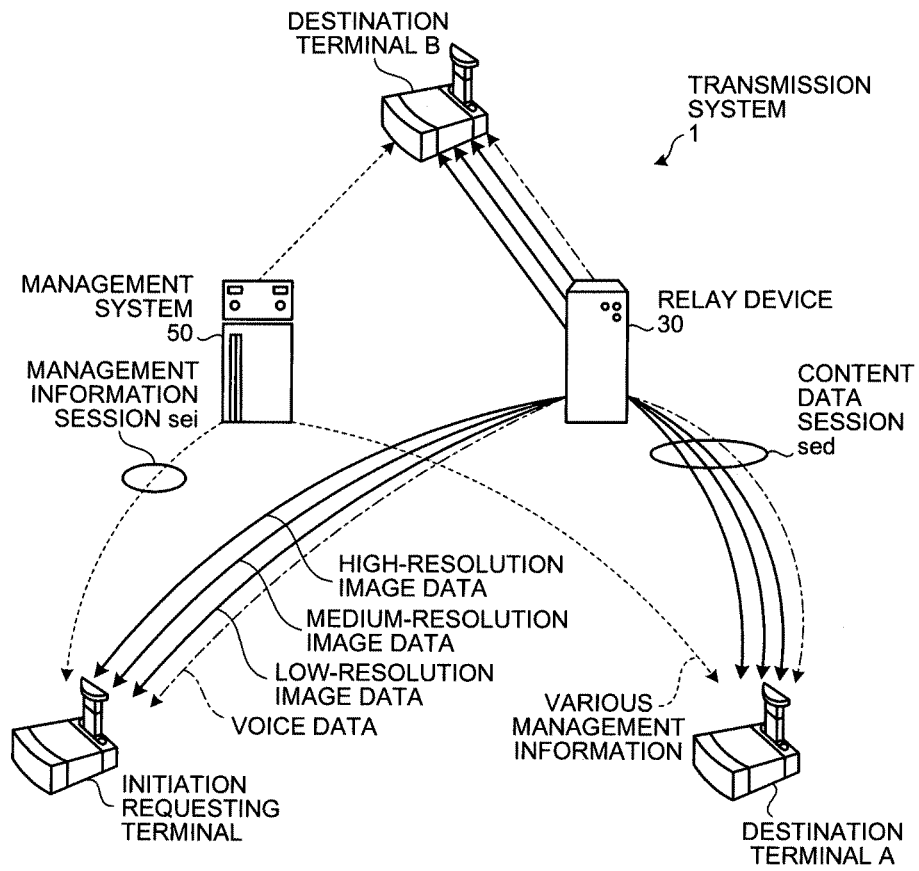 DESTINATION
TERMINAL B
TRANSMISSION
SYSTEM
1
MANAGEMENT
SYSTEM
50
RELAY DEVICE
30
MANAGEMENT
INFORMATION
SESSION sei
CONTENT
DATA
SESSION
sed
HIGH-RESOLUTION
IMAGE DATA
MEDIUM-RESOLUTION
IMAGE DATA
LOW-RESOLUTION
IMAGE DATA
VOICE DATA
VARIOUS
MANAGEMENT
INFORMATION
INITIATION
REQUESTING
TERMINAL
DESTINATION
TERMINAL A